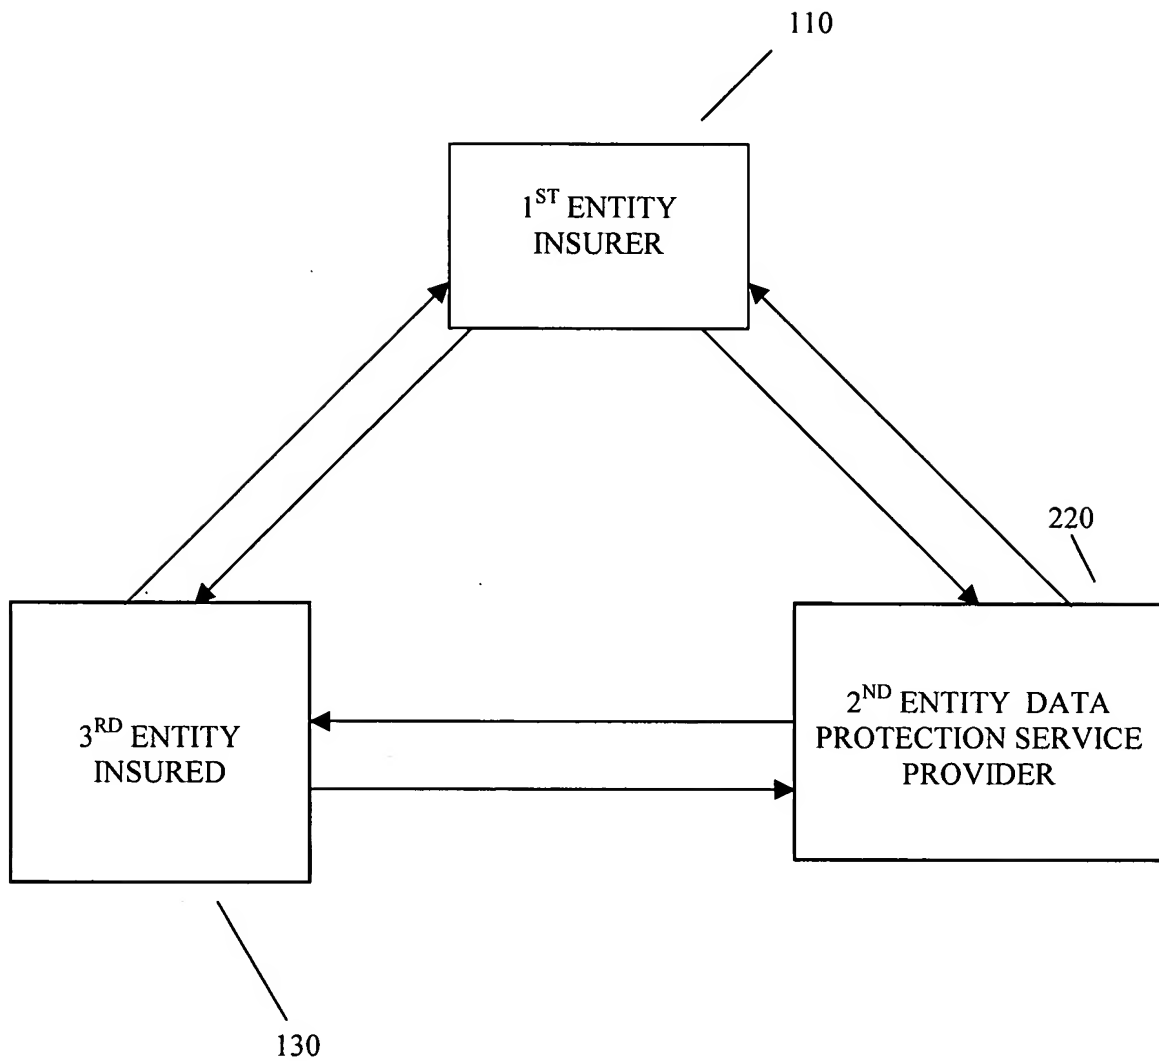 110
1ST ENTITY
INSURER
220
3RD ENTITY
INSURED
2ND ENTITY DATA
PROTECTION SERVICE
PROVIDER
130